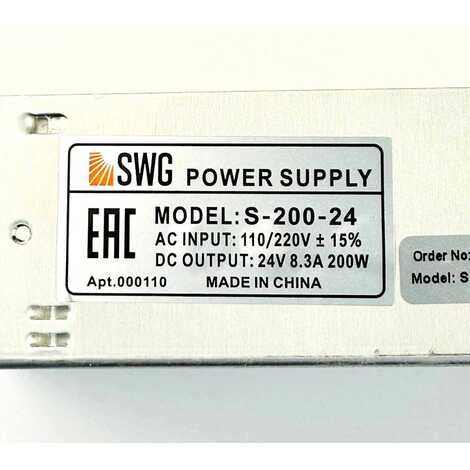 SWG POWER SUPPLY
EAC MODEL: S-200-24
AC INPUT: 110/220V ± 15%
DC OUTPUT: 24V 8.3A 200W
Apt.000110 MADE IN CHINA
Order No:
Model: S